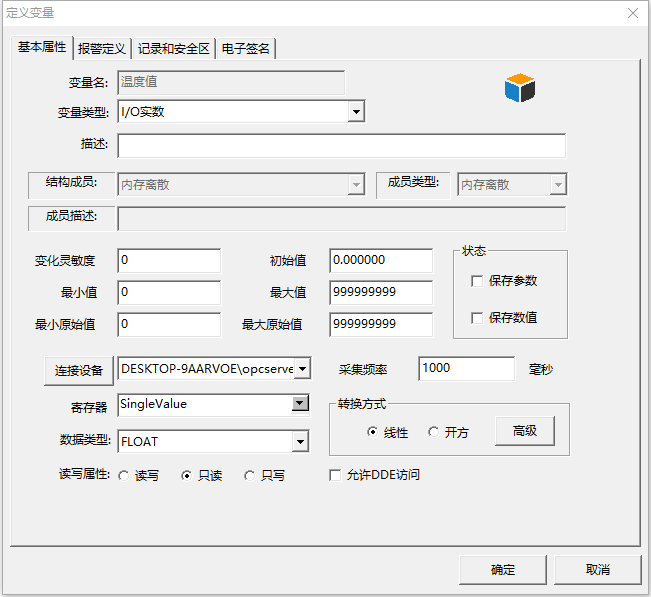 定义变量
基本属性 报警定义 记录和安全区 电子签名
变量名: 温度值
变量类型: I/O实数
描述:
结构成员: 内存离散 成员类型: 内存离散
成员描述:
变化灵敏度 0 初始值 0.000000 状态
最小值 0 最大值 999999999 保存参数
最小原始值 0 最大原始值 999999999 保存数值
连接设备 DESKTOP-9AARVOE\opcserve 采集频率 1000 毫秒
寄存器 SingleValue 转换方式
数据类型: FLOAT 线性 开方 高级
读写属性: 读写 只读 只写 允许DDE访问
确定 取消